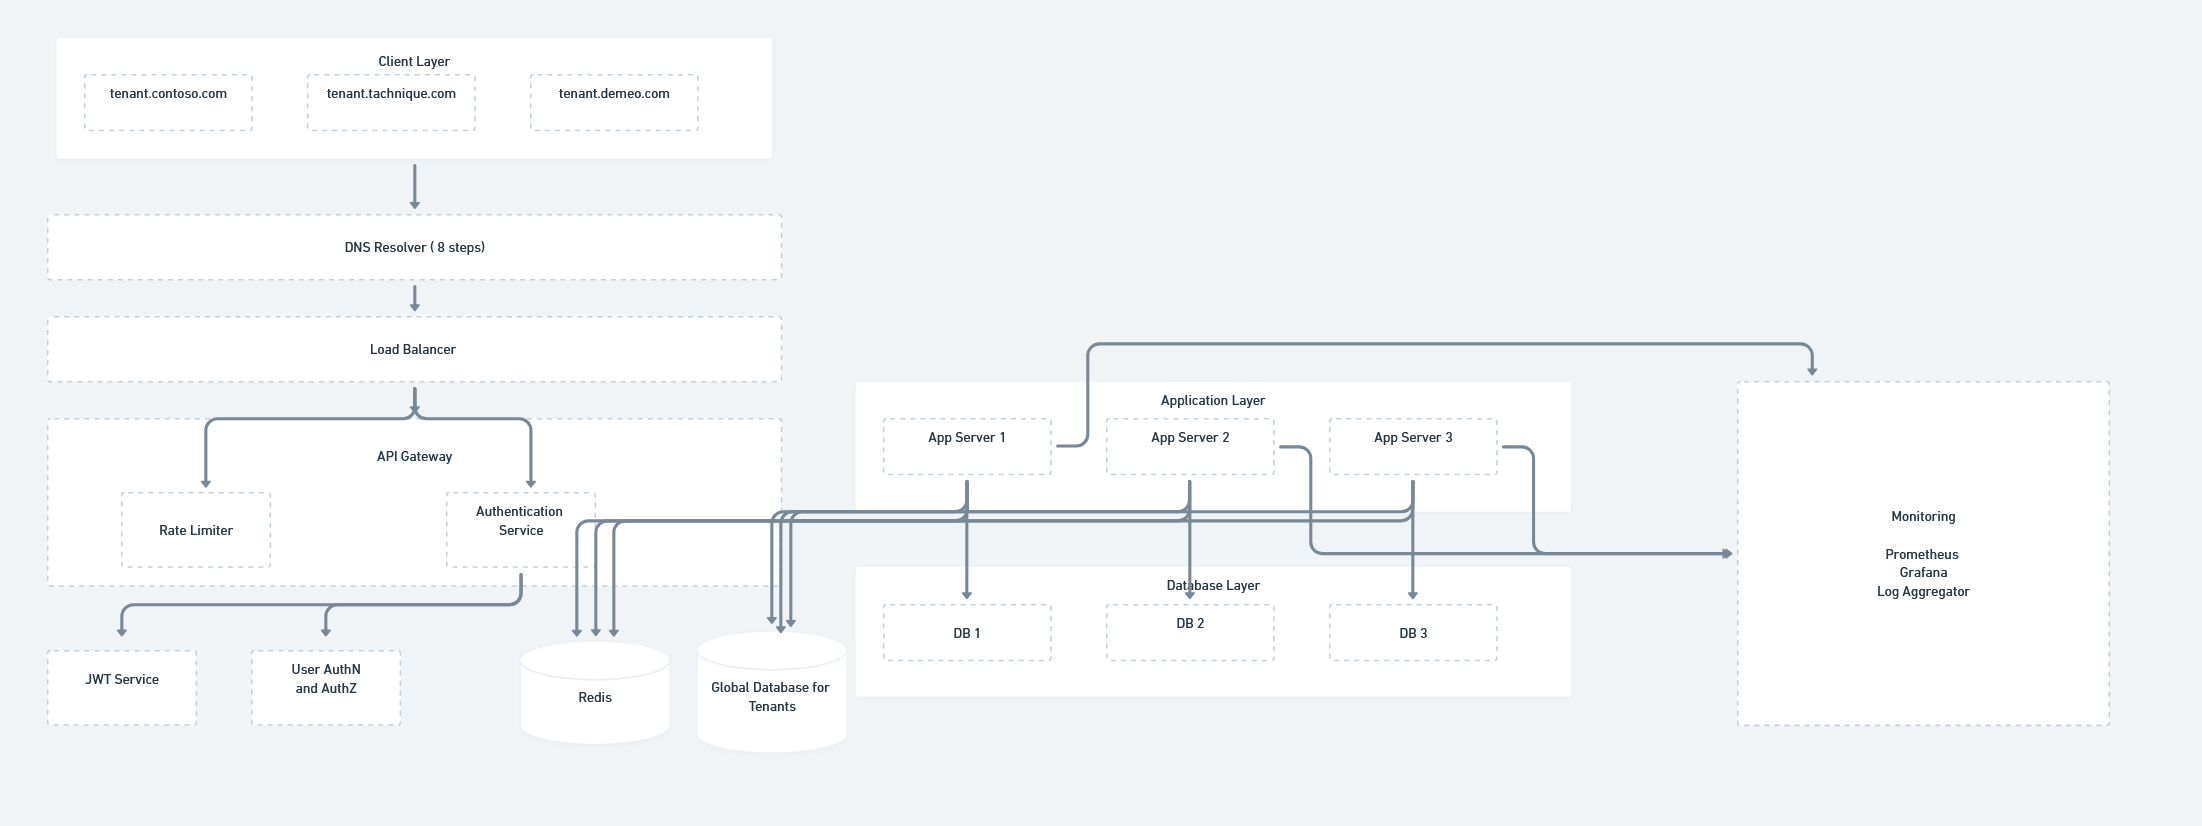 Client Layer
tenant.contoso.com
tenant.tachnique.com
tenant.demeo.com
DNS Resolver ( 8 steps)
Load Balancer
API Gateway
Rate Limiter
Authentication
Service
JWT Service
User AuthN
and AuthZ
Redis
Global Database for
Tenants
Application Layer
App Server 1
App Server 2
App Server 3
Database Layer
DB 1
DB 2
DB 3
Monitoring
Prometheus
Grafana
Log Aggregator